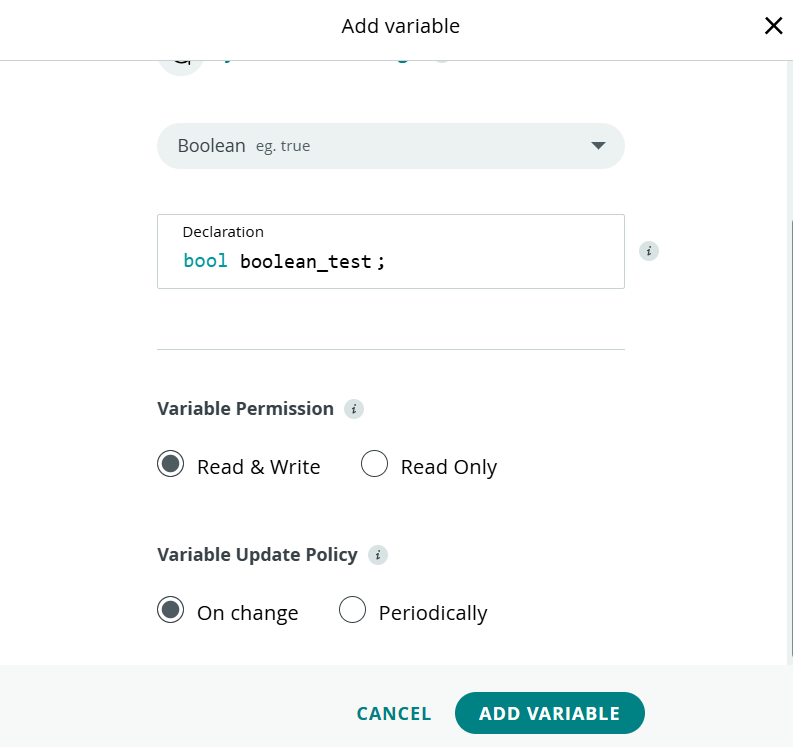 Add variable
Boolean eg. true
Declaration
bool boolean_test;
Variable Permission i
Read & Write Read Only
Variable Update Policy i
On change Periodically
CANCEL ADD VARIABLE